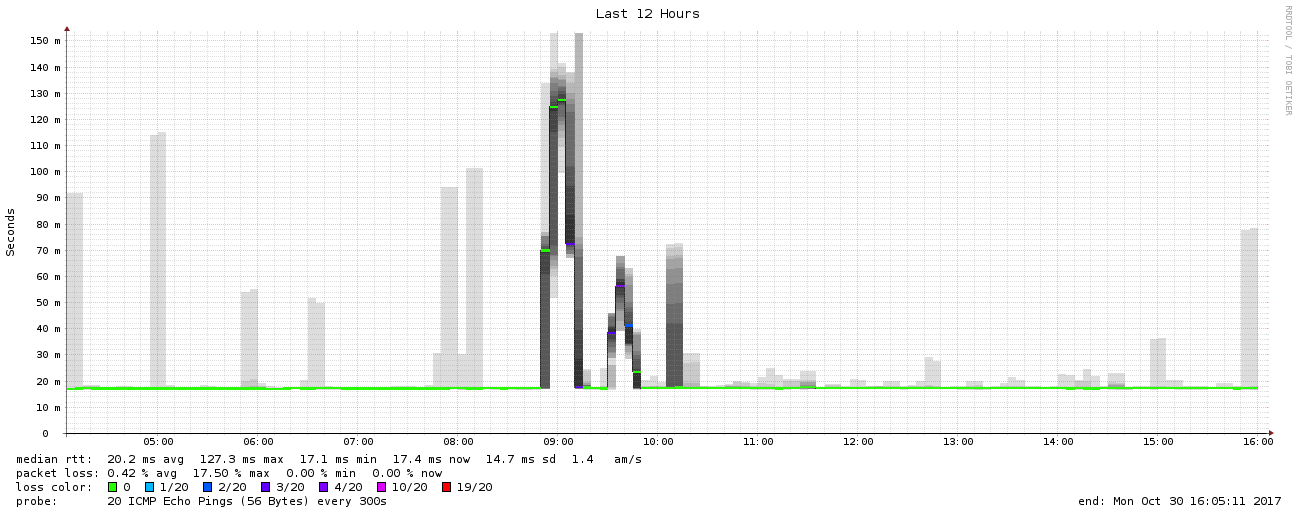 Last 12 Hours
RRDTOOL / TOBI OETIKER
Seconds
150 m
140 m
130 m
120 m
110 m
100 m
90 m
80 m
70 m
60 m
50 m
40 m
30 m
20 m
10 m
0
05:00 06:00 07:00 08:00 09:00 10:00 11:00 12:00 13:00 14:00 15:00 16:00
median rtt: 20.2 ms avg 127.3 ms max 17.1 ms min 17.4 ms now 14.7 ms sd 1.4 am/s
packet loss: 0.42 % avg 17.50 % max 0.00 % min 0.00 % now
loss color: 0 1/20 2/20 3/20 4/20 10/20 19/20
probe: 20 ICMP Echo Pings (56 Bytes) every 300s end: Mon Oct 30 16:05:11 2017